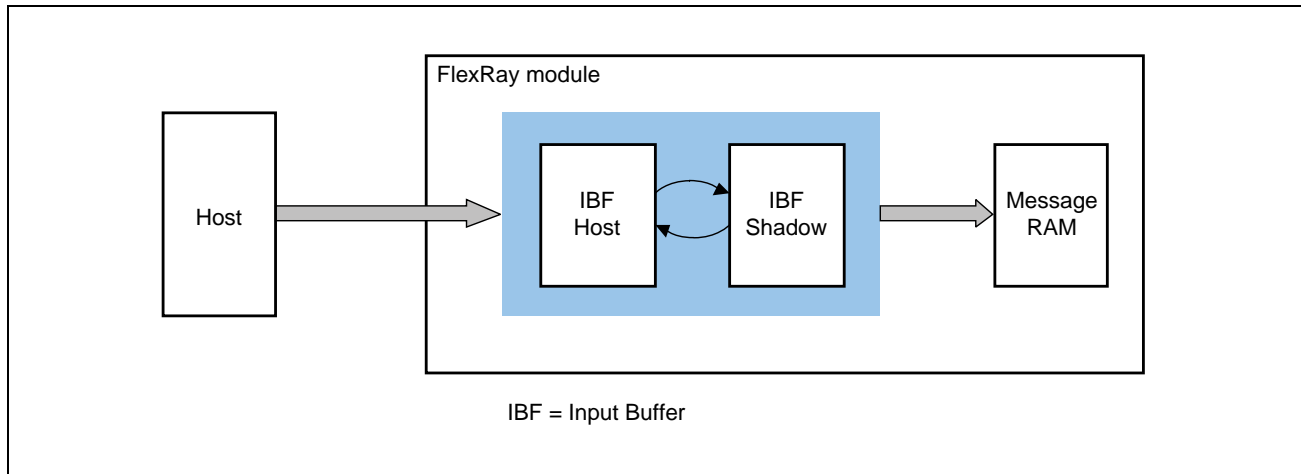 FlexRay module
Host
IBF
Host
IBF
Shadow
Message
RAM
IBF = Input Buffer